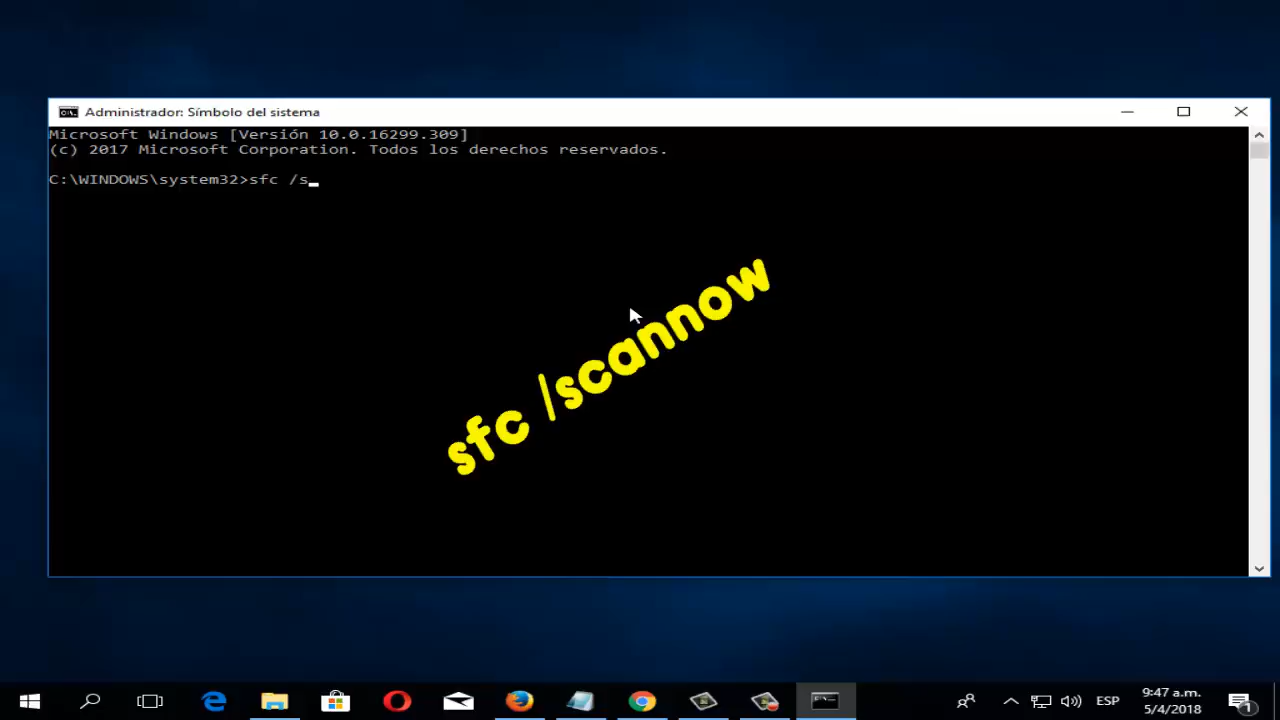 Administrador: Símbolo del sistema
Microsoft Windows [Versión 10.0.16299.309]
(c) 2017 Microsoft Corporation. Todos los derechos reservados.
C:\WINDOWS\system32>sfc /s
sfc /scannow
ESP
9:47 a.m.
5/4/2018
1